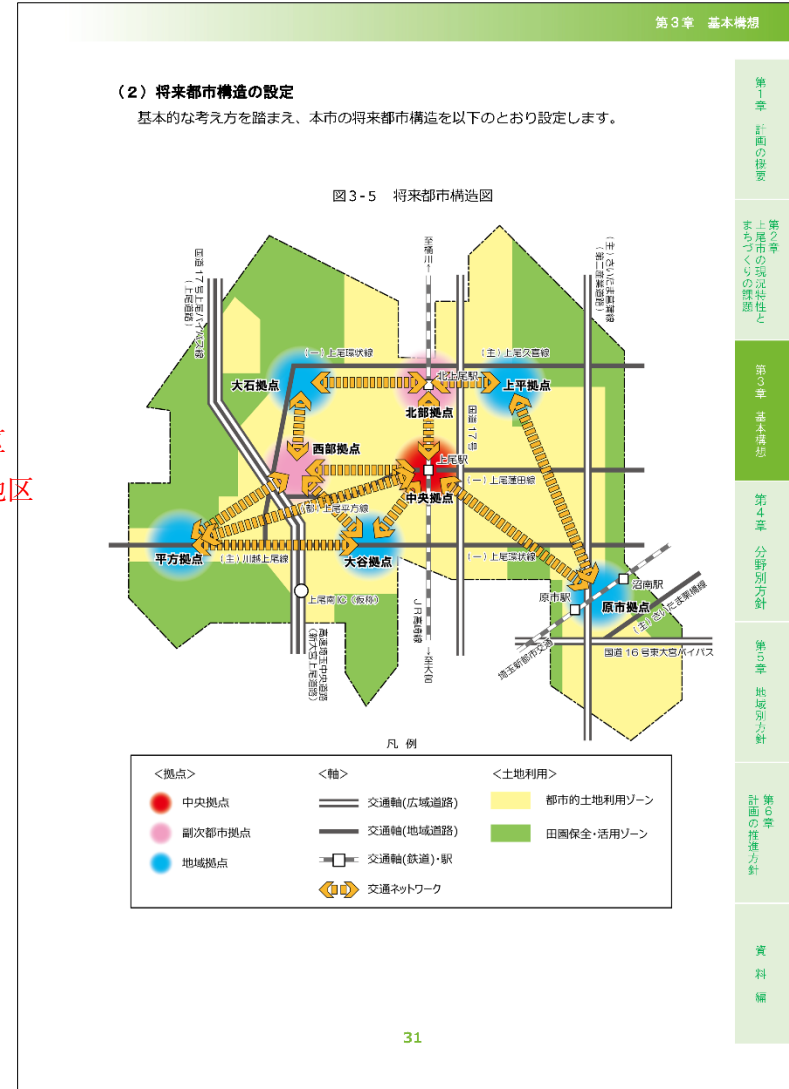 第3章 基本構想
(2)将来都市構造の設定
基本的な考え方を踏まえ、本市の将来都市構造を以下のとおり設定します。
図3-5 将来都市構造図
至桶川←
国道17号上尾バイパス線
(上尾道路)
(主)さいたま菖蒲線
(第二産業道路)
(一)上尾環状線
(主)上尾久喜線
大石拠点
北上尾駅
上平拠点
北部拠点
国道17号
西部拠点
上尾駅
中央拠点
(一)上尾蓮田線
(都)上尾平方線
平方拠点
(主)川越上尾線
大谷拠点
(一)上尾環状線
沼南駅
原市駅
原市拠点
上尾南IC(仮称)
(主)さいたま栗橋線
JR高崎線
→至大宮
高速埼玉中央道路
(新大宮上尾道路)
埼玉新都市交通
国道16号東大宮バイパス
凡 例
<拠点>
<軸>
<土地利用>
中央拠点
交通軸(広域道路)
都市的土地利用ゾーン
副次都市拠点
交通軸(地域道路)
田園保全・活用ゾーン
地域拠点
交通軸(鉄道)・駅
交通ネットワーク
31
第1章 計画の概要
第2章
上尾市の現況特性と
まちづくりの課題
第3章 基本構想
第4章 分野別方針
第5章 地域別方針
第6章
計画の推進方針
資 料 編
区
地区